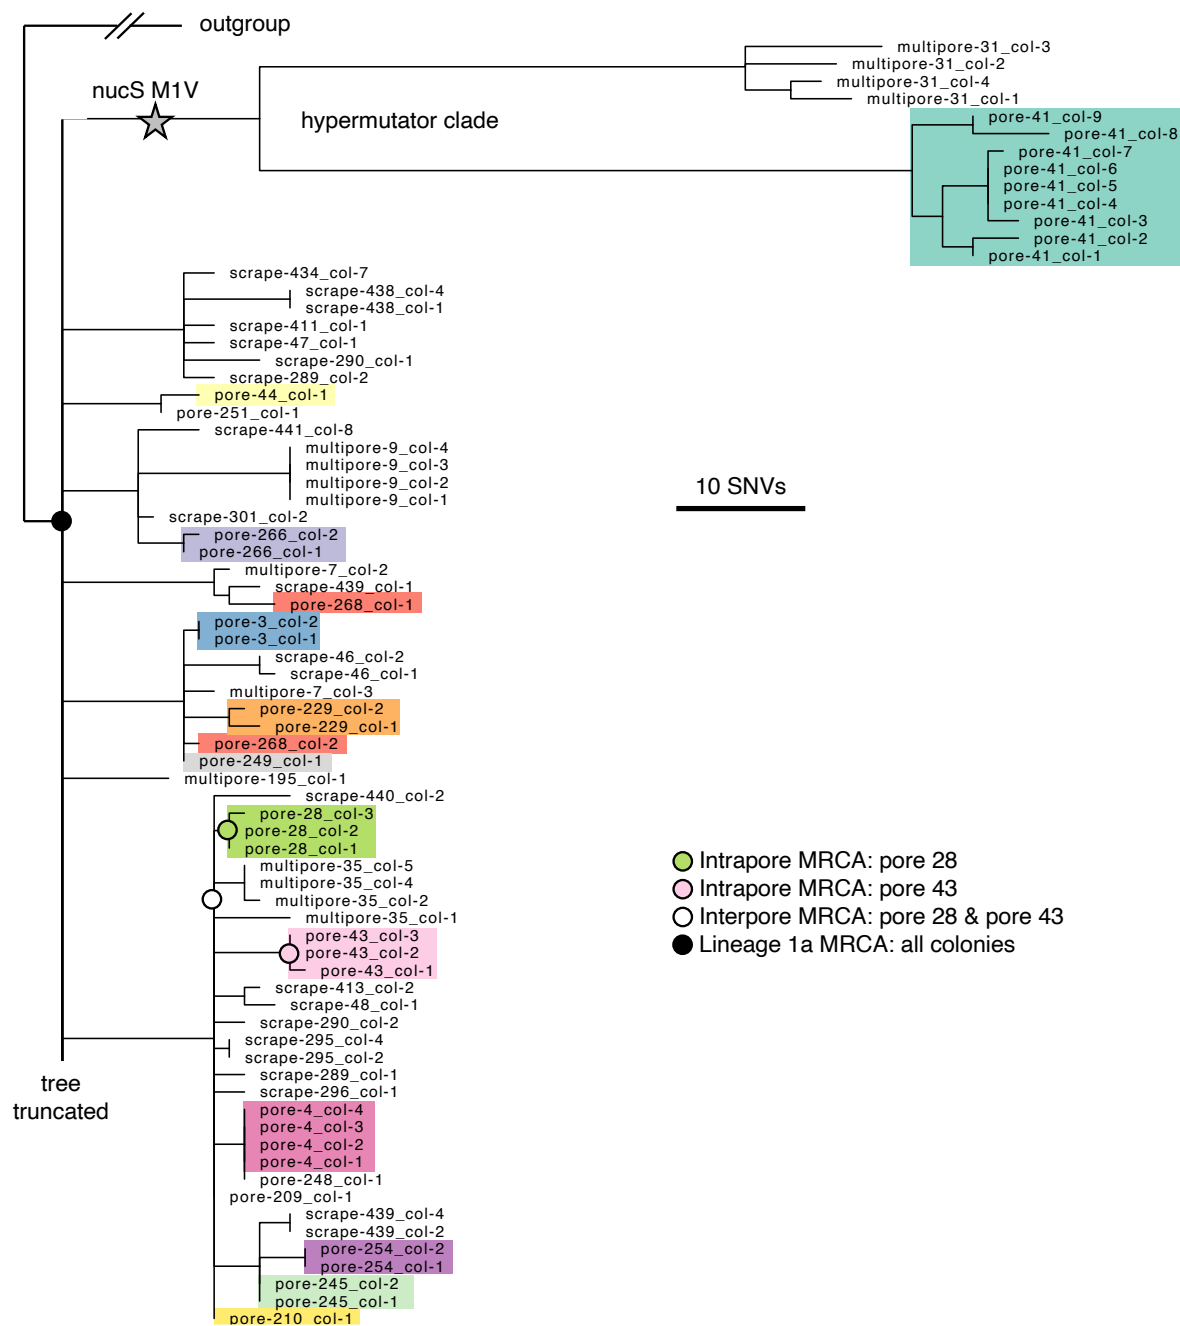 outgroup
nucS M1V
hypermutator clade
multipore-31_col-3
multipore-31_col-2
multipore-31_col-4
multipore-31_col-1
pore-41_col-9
pore-41_col-8
pore-41_col-7
pore-41_col-6
pore-41_col-5
pore-41_col-4
pore-41_col-3
pore-41_col-2
pore-41_col-1
scrape-434_col-7
scrape-438_col-4
scrape-438_col-1
scrape-411_col-1
scrape-47_col-1
scrape-290_col-1
scrape-289_col-2
pore-44_col-1
pore-251_col-1
scrape-441_col-8
multipore-9_col-4
multipore-9_col-3
multipore-9_col-2
multipore-9_col-1
scrape-301_col-2
pore-266_col-2
pore-266_col-1
multipore-7_col-2
scrape-439_col-1
pore-268_col-1
pore-3_col-2
pore-3_col-1
scrape-46_col-2
scrape-46_col-1
multipore-7_col-3
pore-229_col-2
pore-229_col-1
pore-268_col-2
pore-249_col-1
multipore-195_col-1
scrape-440_col-2
pore-28_col-3
pore-28_col-2
pore-28_col-1
multipore-35_col-5
multipore-35_col-4
multipore-35_col-2
multipore-35_col-1
pore-43_col-3
pore-43_col-2
pore-43_col-1
scrape-413_col-2
scrape-48_col-1
scrape-290_col-2
scrape-295_col-4
scrape-295_col-2
scrape-289_col-1
scrape-296_col-1
pore-4_col-4
pore-4_col-3
pore-4_col-2
pore-4_col-1
pore-248_col-1
pore-209_col-1
scrape-439_col-4
scrape-439_col-2
pore-254_col-2
pore-254_col-1
pore-245_col-2
pore-245_col-1
pore-210_col-1
tree
truncated
10 SNVs
Intrapore MRCA: pore 28
Intrapore MRCA: pore 43
Interpore MRCA: pore 28 & pore 43
Lineage 1a MRCA: all colonies